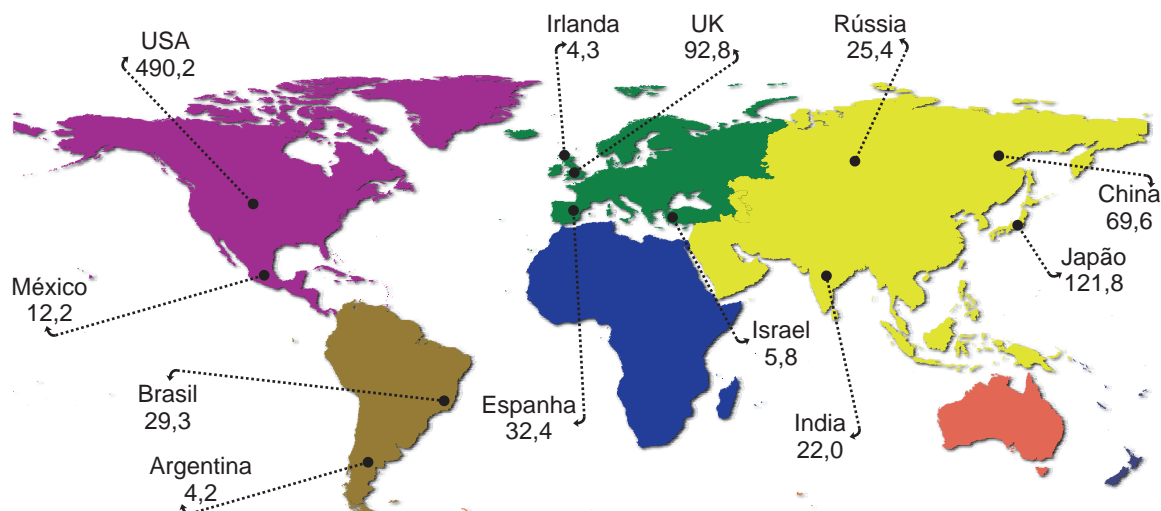 USA
490,2
Irlanda
4,3
UK
92,8
Rússia
25,4
China
69,6
Japão
121,8
México
12,2
Israel
5,8
Brasil
29,3
Espanha
32,4
India
22,0
Argentina
4,2